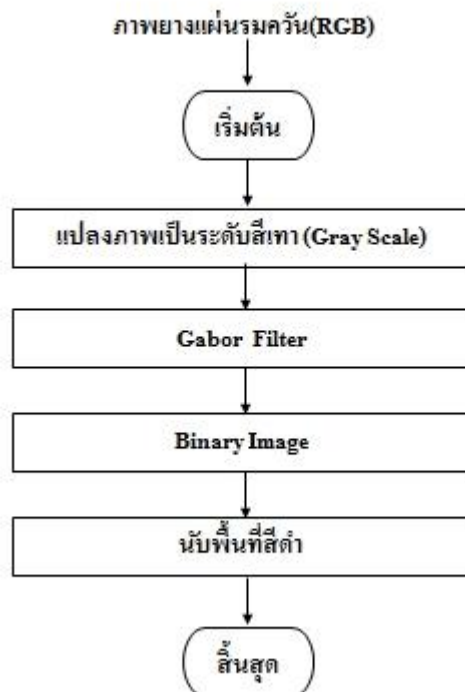 ภาพยางแผ่นรมควัน(RGB)
เริ่มต้น
แปลงภาพเป็นระดับสีเทา (Gray Scale)
Gabor Filter
Binary Image
นับพื้นที่สีดำ
สิ้นสุด